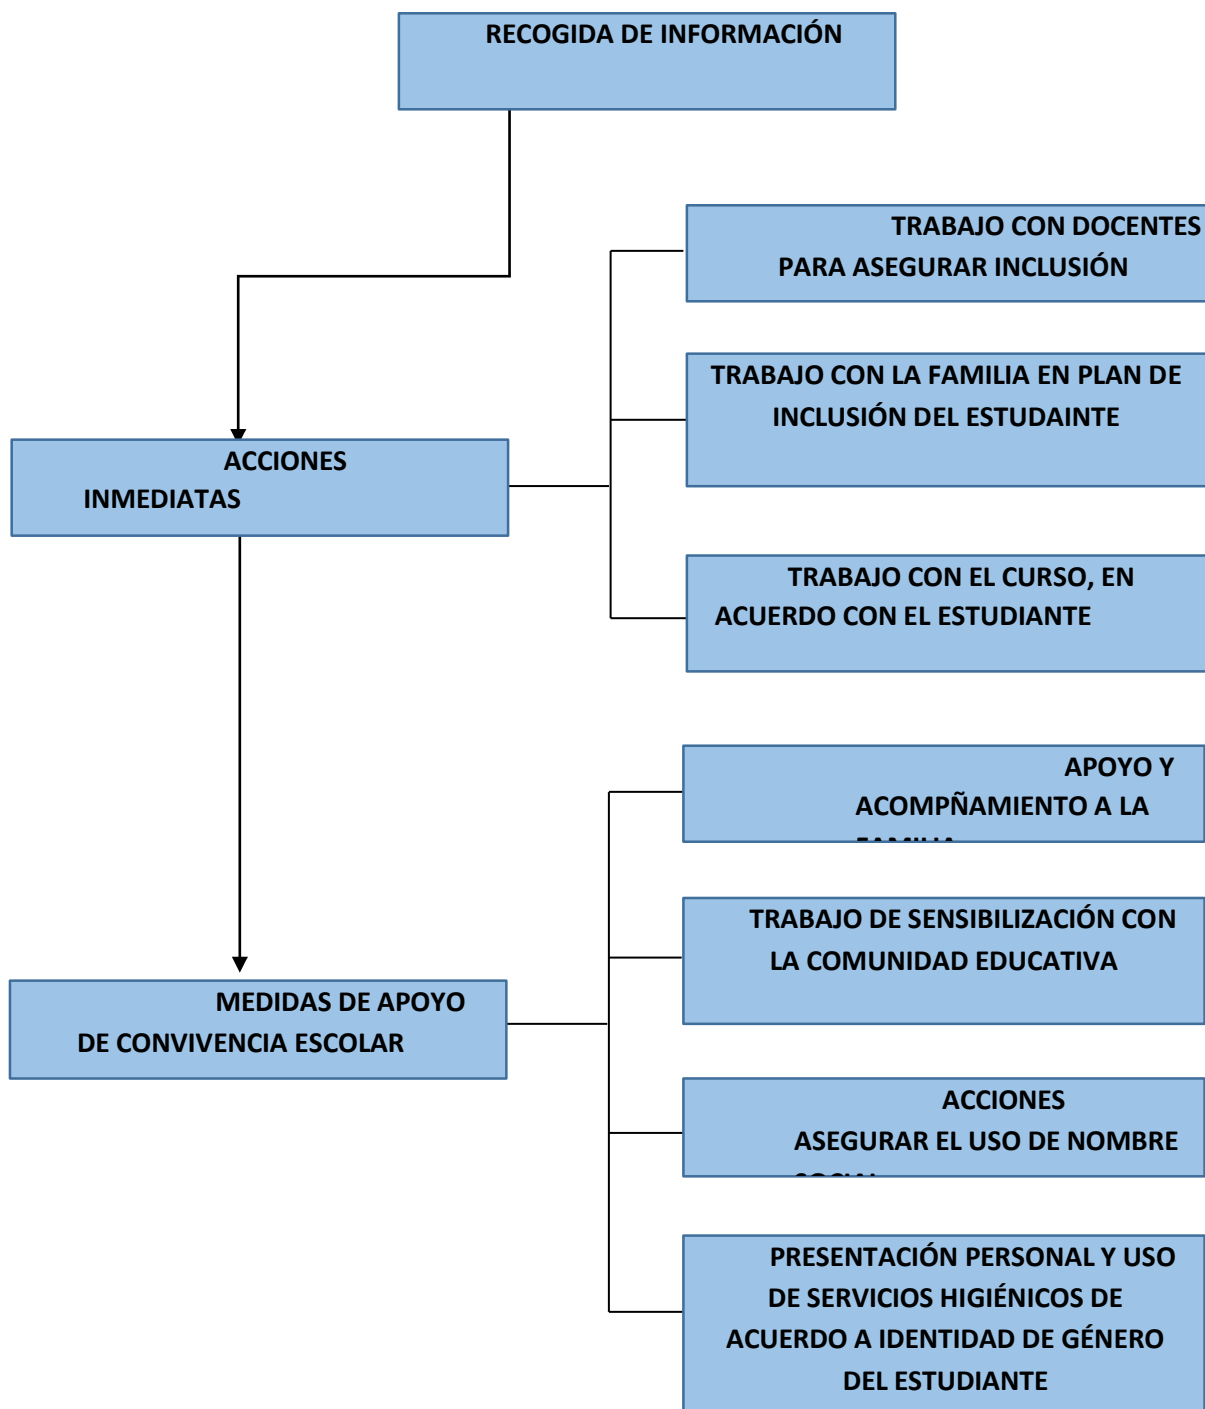 RECOGIDA DE INFORMACIÓN
TRABAJO CON DOCENTES
PARA ASEGURAR INCLUSIÓN
TRABAJO CON LA FAMILIA EN PLAN DE
INCLUSIÓN DEL ESTUDAINTE
ACCIONES
INMEDIATAS
TRABAJO CON EL CURSO, EN
ACUERDO CON EL ESTUDIANTE
APOYO Y
ACOMPÑAMIENTO A LA
TRABAJO DE SENSIBILIZACIÓN CON
LA COMUNIDAD EDUCATIVA
MEDIDAS DE APOYO
DE CONVIVENCIA ESCOLAR
ACCIONES
ASEGURAR EL USO DE NOMBRE
PRESENTACIÓN PERSONAL Y USO
DE SERVICIOS HIGIÉNICOS DE
ACUERDO A IDENTIDAD DE GÉNERO
DEL ESTUDIANTE